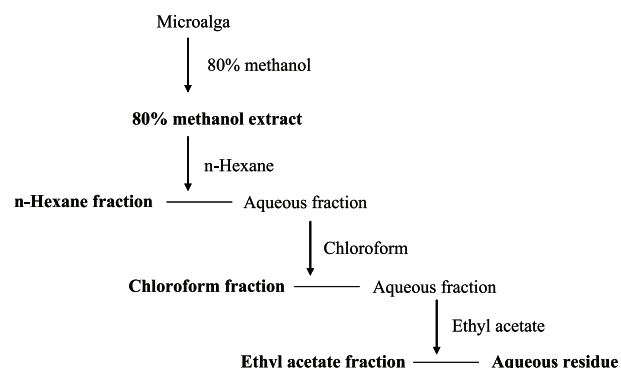 Microalga
80% methanol
80% methanol extract
n-Hexane
n-Hexane fraction
Aqueous fraction
Chloroform
Chloroform fraction
Aqueous fraction
Ethyl acetate
Ethyl acetate fraction
Aqueous residue